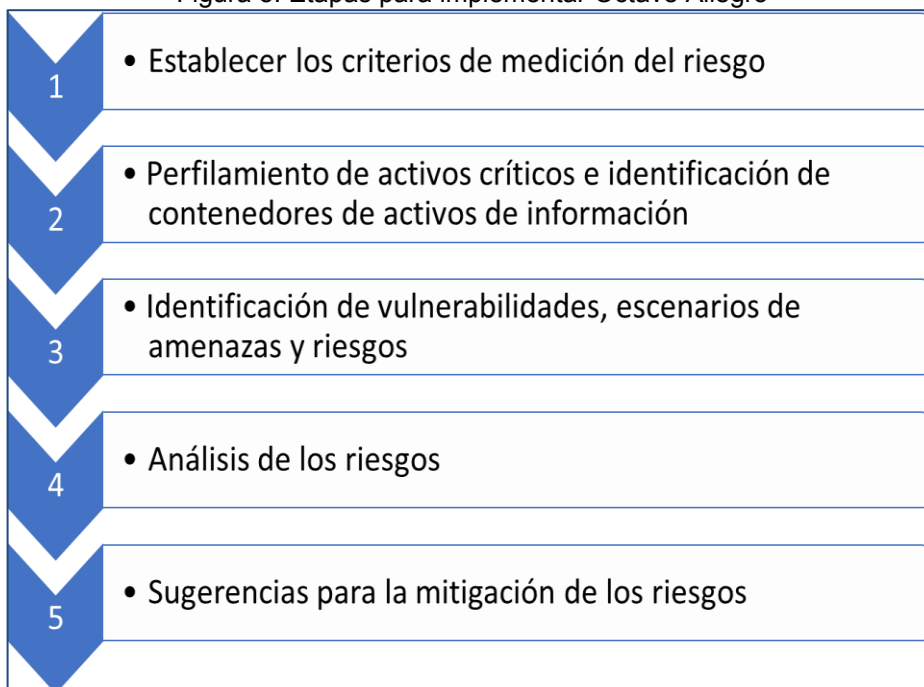 Figura 3. Etapas para implementar Octave Allegro
1
• Establecer los criterios de medición del riesgo
2
• Perfilamiento de activos críticos e identificación de
contenedores de activos de información
3
• Identificación de vulnerabilidades, escenarios de
amenazas y riesgos
4
• Análisis de los riesgos
5
• Sugerencias para la mitigación de los riesgos